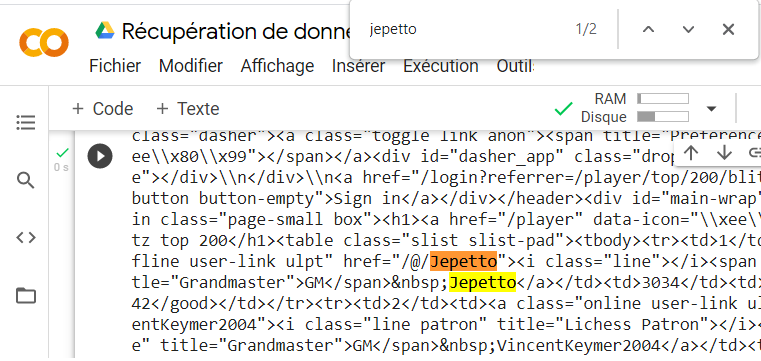 Récupération de donné
jepetto
1/2
Fichier Modifier Affichage Insérer Exécution Outils
+ Code + Texte
RAM
Disque
0 s
class="dasher"><a class="toggle link anon"><span title="Preference
ee\\x80\\x99"></span></a><div id="dasher_app" class="drop
e"></div>\\n</div>\\n<a href="/login?referrer=/player/top/200/blit
button button-empty">Sign in</a></div></header><div id="main-wrap"
in class="page-small box"><h1><a href="/player" data-icon="\\xee\\
tz top 200</h1><table class="slist slist-pad"><tbody><tr><td>1</td
fline user-link ulpt" href="/@/Jepetto"><i class="line"></i><span
tle="Grandmaster">GM</span>&nbsp;Jepetto</a></td><td>3034</td><td>
42</good></td></tr><tr><td>2</td><td><a class="online user-link ul
entKeymer2004"><i class="line patron" title="Lichess Patron"></i><
e" title="Grandmaster">GM</span>&nbsp;VincentKeymer2004</a></td><t